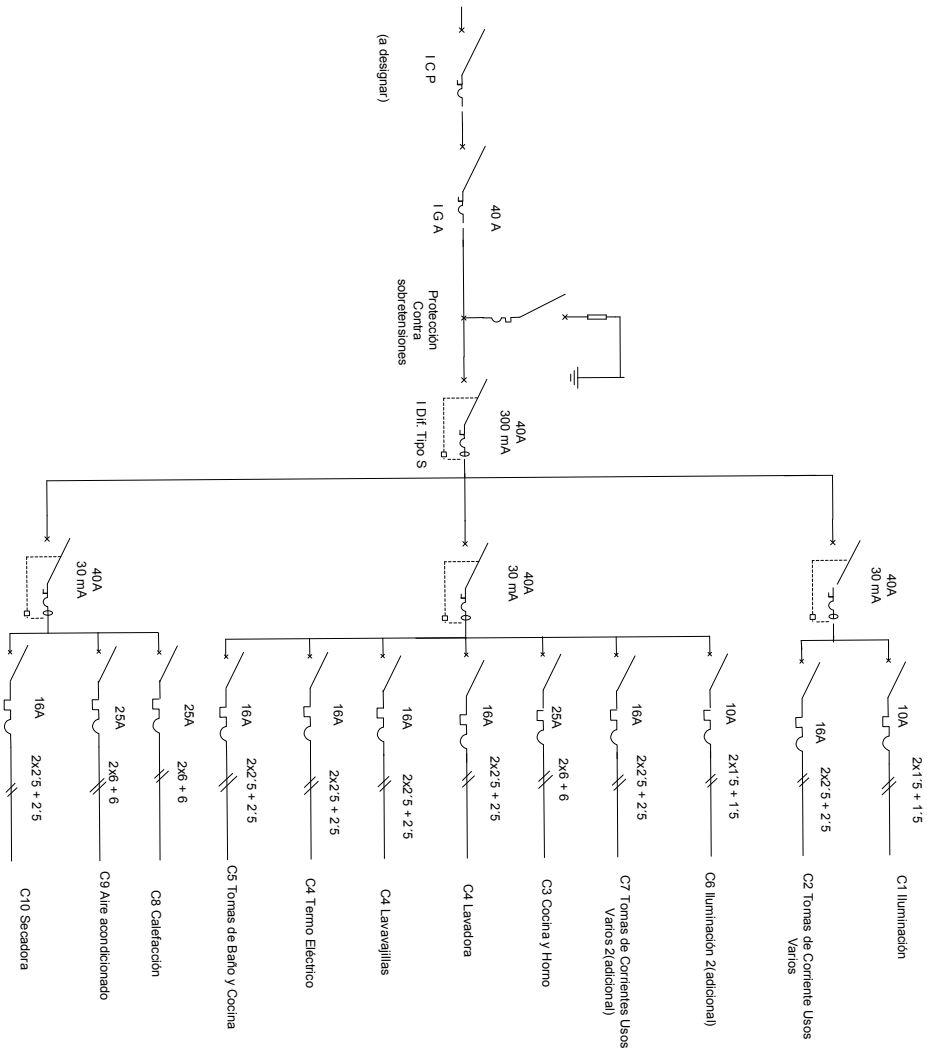 I C P
(a designar)
40 A
I G A
Protección
Contra
sobretensiones
40A
300 mA
I Dif. Tipo S
40A
30 mA
10A
2x1´5 + 1´5
C1 Iluminación
16A
2x2´5 + 2´5
C2 Tomas de Corriente Usos
Varios
40A
30 mA
10A
2x1´5 + 1´5
C6 Iluminación 2(adicional)
16A
2x2´5 + 2´5
C7 Tomas de Corrientes Usos
Varios 2(adicional)
25A
2x6 + 6
C3 Cocina y Horno
16A
2x2´5 + 2´5
C4 Lavadora
16A
2x2´5 + 2´5
C4 Lavavajillas
16A
2x2´5 + 2´5
C4 Termo Eléctrico
16A
2x2´5 + 2´5
C5 Tomas de Baño y Cocina
40A
30 mA
25A
2x6 + 6
C8 Calefacción
25A
2x6 + 6
C9 Aire acondicionado
16A
2x2´5 + 2´5
C10 Secadora